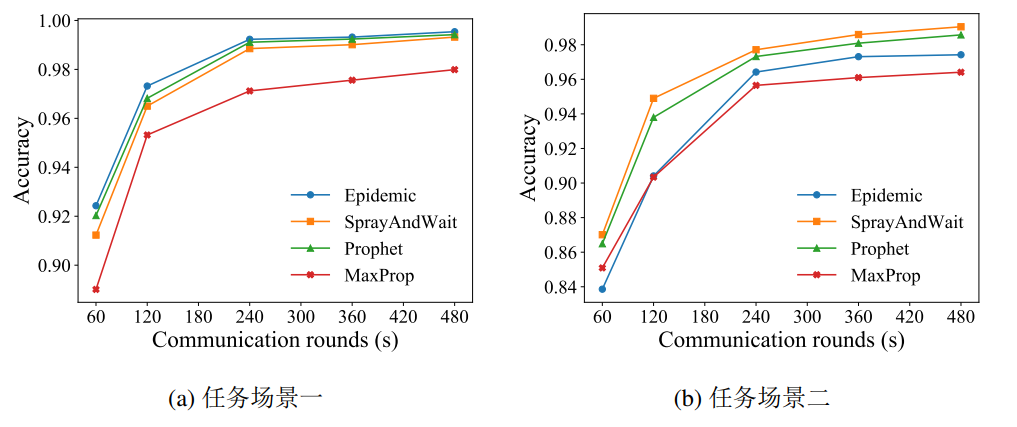 1.00
0.98
0.96
0.94
0.92
0.90
Accuracy
Epidemic
SprayAndWait
Prophet
MaxProp
60 120 180 240 300 360 420 480
Communication rounds (s)
(a) 任务场景一
0.98
0.96
0.94
0.92
0.90
0.88
0.86
0.84
Accuracy
Epidemic
SprayAndWait
Prophet
MaxProp
60 120 180 240 300 360 420 480
Communication rounds (s)
(b) 任务场景二